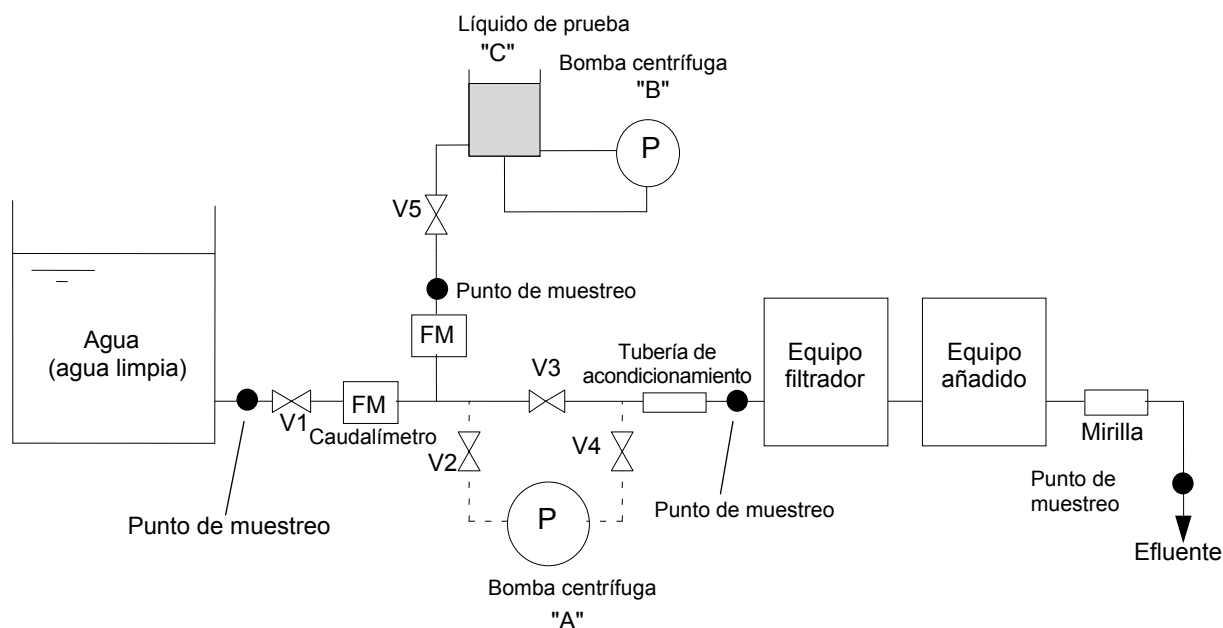 Líquido de prueba
"C"
Bomba centrífuga
"B"
P
V5
Punto de muestreo
FM
Agua
(agua limpia)
V1
FM
Caudalímetro
V3
Tubería de
acondicionamiento
Equipo
filtrador
Equipo
añadido
Mirilla
V2
V4
Punto de muestreo
P
Punto de muestreo
Punto de
muestreo
Efluente
Bomba centrífuga
"A"